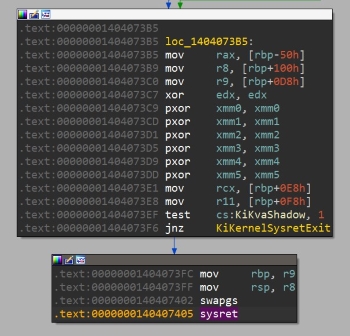 .text:00000001404073B5
.text:00000001404073B5 loc_1404073B5:
.text:00000001404073B5 mov rax, [rbp-50h]
.text:00000001404073B9 mov r8, [rbp+100h]
.text:00000001404073C0 mov r9, [rbp+0D8h]
.text:00000001404073C7 xor edx, edx
.text:00000001404073C9 pxor xmm0, xmm0
.text:00000001404073CD pxor xmm1, xmm1
.text:00000001404073D1 pxor xmm2, xmm2
.text:00000001404073D5 pxor xmm3, xmm3
.text:00000001404073D9 pxor xmm4, xmm4
.text:00000001404073DD pxor xmm5, xmm5
.text:00000001404073E1 mov rcx, [rbp+0E8h]
.text:00000001404073E8 mov r11, [rbp+0F8h]
.text:00000001404073EF test cs:KiKvaShadow, 1
.text:00000001404073F6 jnz KiKernelSysretExit
.text:00000001404073FC mov rbp, r9
.text:00000001404073FF mov rsp, r8
.text:0000000140407402 swapgs
.text:0000000140407405 sysret